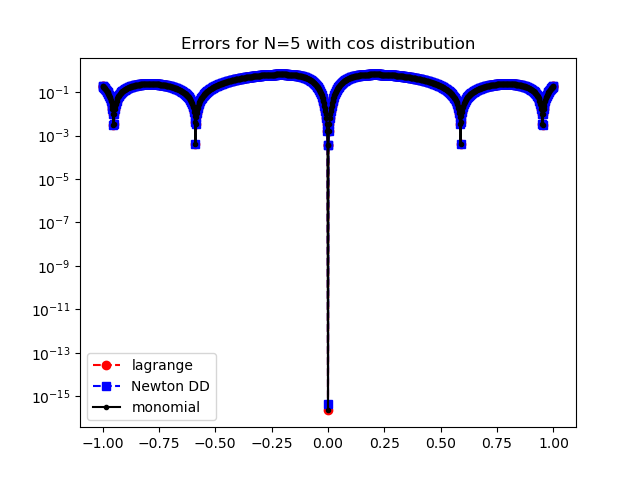 Errors for N=5 with cos distribution
10⁻¹
10⁻³
10⁻⁵
10⁻⁷
10⁻⁹
10⁻¹¹
10⁻¹³
10⁻¹⁵
lagrange
Newton DD
monomial
−1.00 −0.75 −0.50 −0.25 0.00 0.25 0.50 0.75 1.00